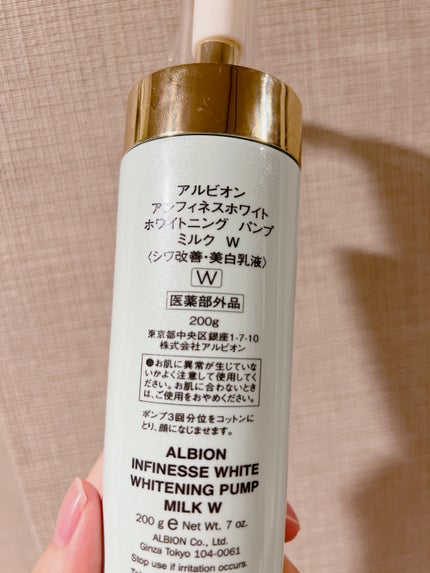 アルビオン
アンフィネスホワイト
ホワイトニング　パンプ
ミルク　W
〈シワ改善・美白乳液〉
W
医薬部外品
200g
東京都中央区銀座1-7-10
株式会社アルビオン
●お肌に異常が生じていな
いかよく注意して使用してく
ださい。お肌に合わないとき
は、ご使用をおやめください。
ポンプ3回分位をコットンに
とり、顔になじませます。
ALBION
INFINESSE WHITE
WHITENING PUMP
MILK W
200 g e Net Wt. 7 oz.
ALBION Co., Ltd.
Ginza Tokyo 104-0061
Stop use if irritation occurs.